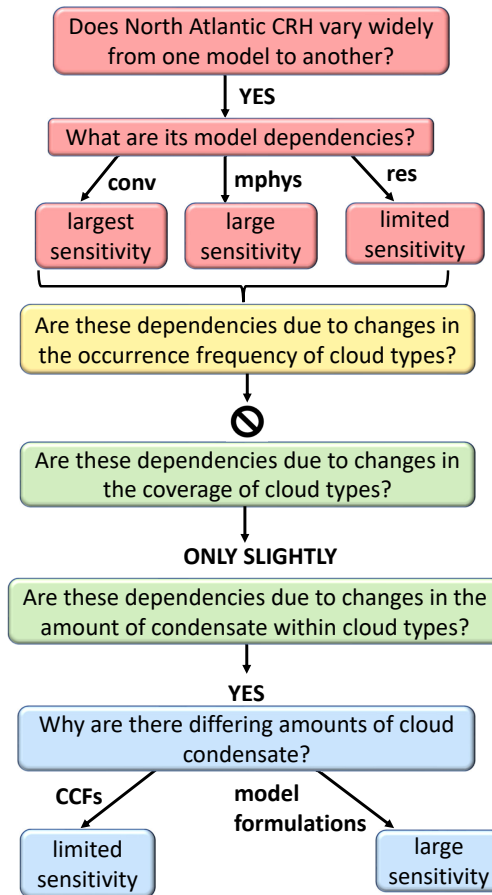 Does North Atlantic CRH vary widely
from one model to another?
YES
What are its model dependencies?
conv
mphys
res
largest
sensitivity
large
sensitivity
limited
sensitivity
Are these dependencies due to changes in
the occurrence frequency of cloud types?
Are these dependencies due to changes in
the coverage of cloud types?
ONLY SLIGHTLY
Are these dependencies due to changes in the
amount of condensate within cloud types?
YES
Why are there differing amounts of cloud
condensate?
CCFs
model
formulations
limited
sensitivity
large
sensitivity